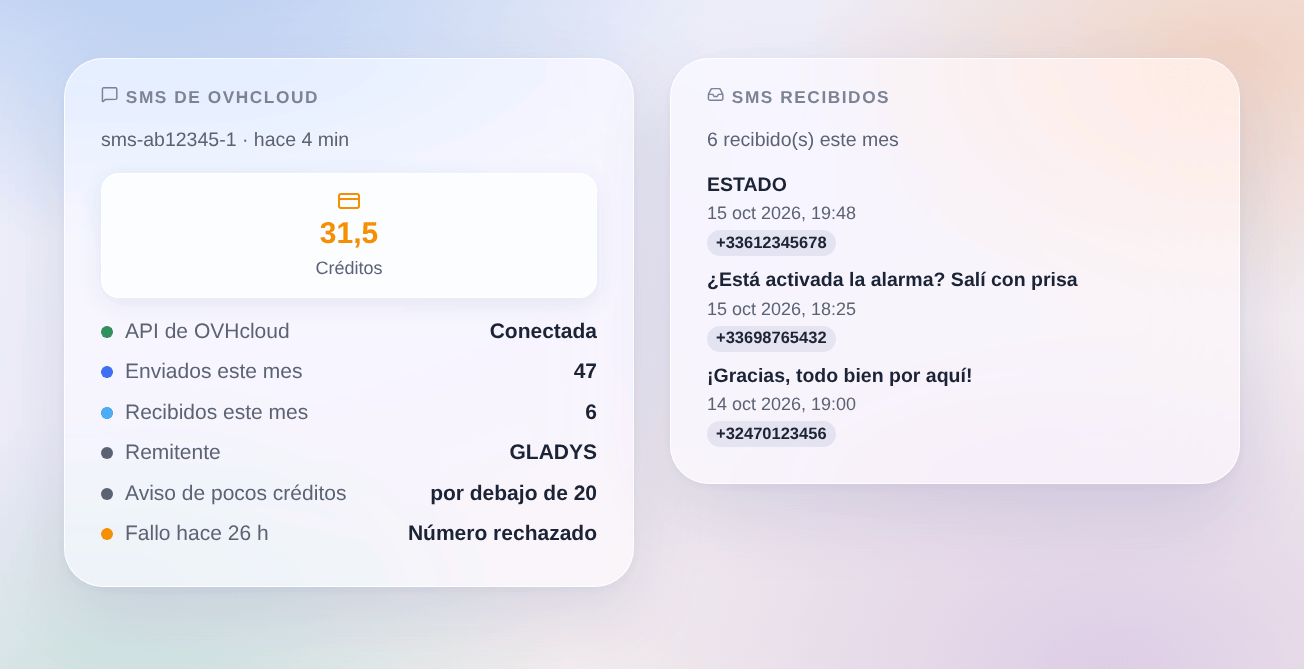 SMS DE OVHCLOUD
sms-ab12345-1 · hace 4 min
31,5
Créditos
API de OVHcloud Conectada
Enviados este mes 47
Recibidos este mes 6
Remitente GLADYS
Aviso de pocos créditos por debajo de 20
Fallo hace 26 h Número rechazado
SMS RECIBIDOS
6 recibido(s) este mes
ESTADO
15 oct 2026, 19:48
+33612345678
¿Está activada la alarma? Salí con prisa
15 oct 2026, 18:25
+33698765432
¡Gracias, todo bien por aquí!
14 oct 2026, 19:00
+32470123456